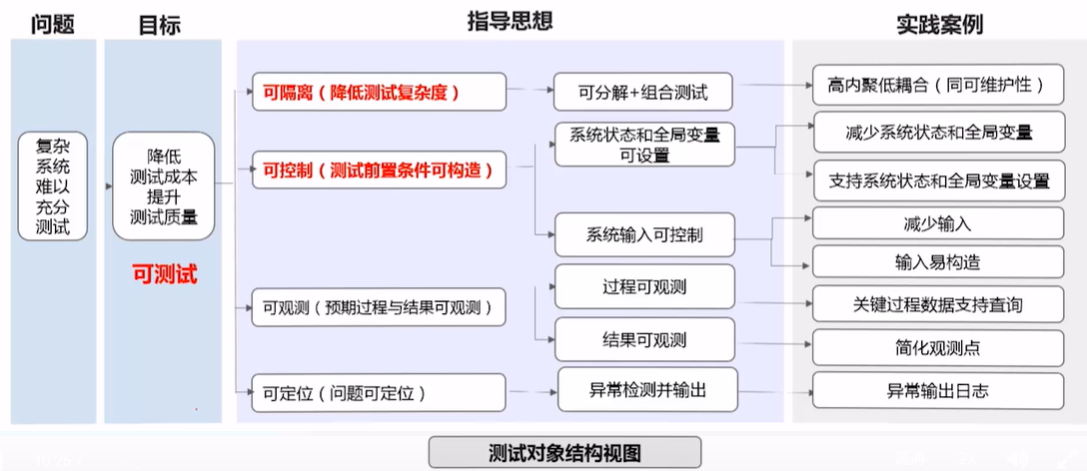 问题
目标
指导思想
实践案例
复杂
系统
难以
充分
测试
降低
测试成本
提升
测试质量
可测试
可隔离（降低测试复杂度）
可分解+组合测试
高内聚低耦合（同可维护性）
可控制（测试前置条件可构造）
系统状态和全局变量
可设置
减少系统状态和全局变量
支持系统状态和全局变量设置
系统输入可控制
减少输入
输入易构造
可观测（预期过程与结果可观测）
过程可观测
关键过程数据支持查询
结果可观测
简化观测点
可定位（问题可定位）
异常检测并输出
异常输出日志
测试对象结构视图